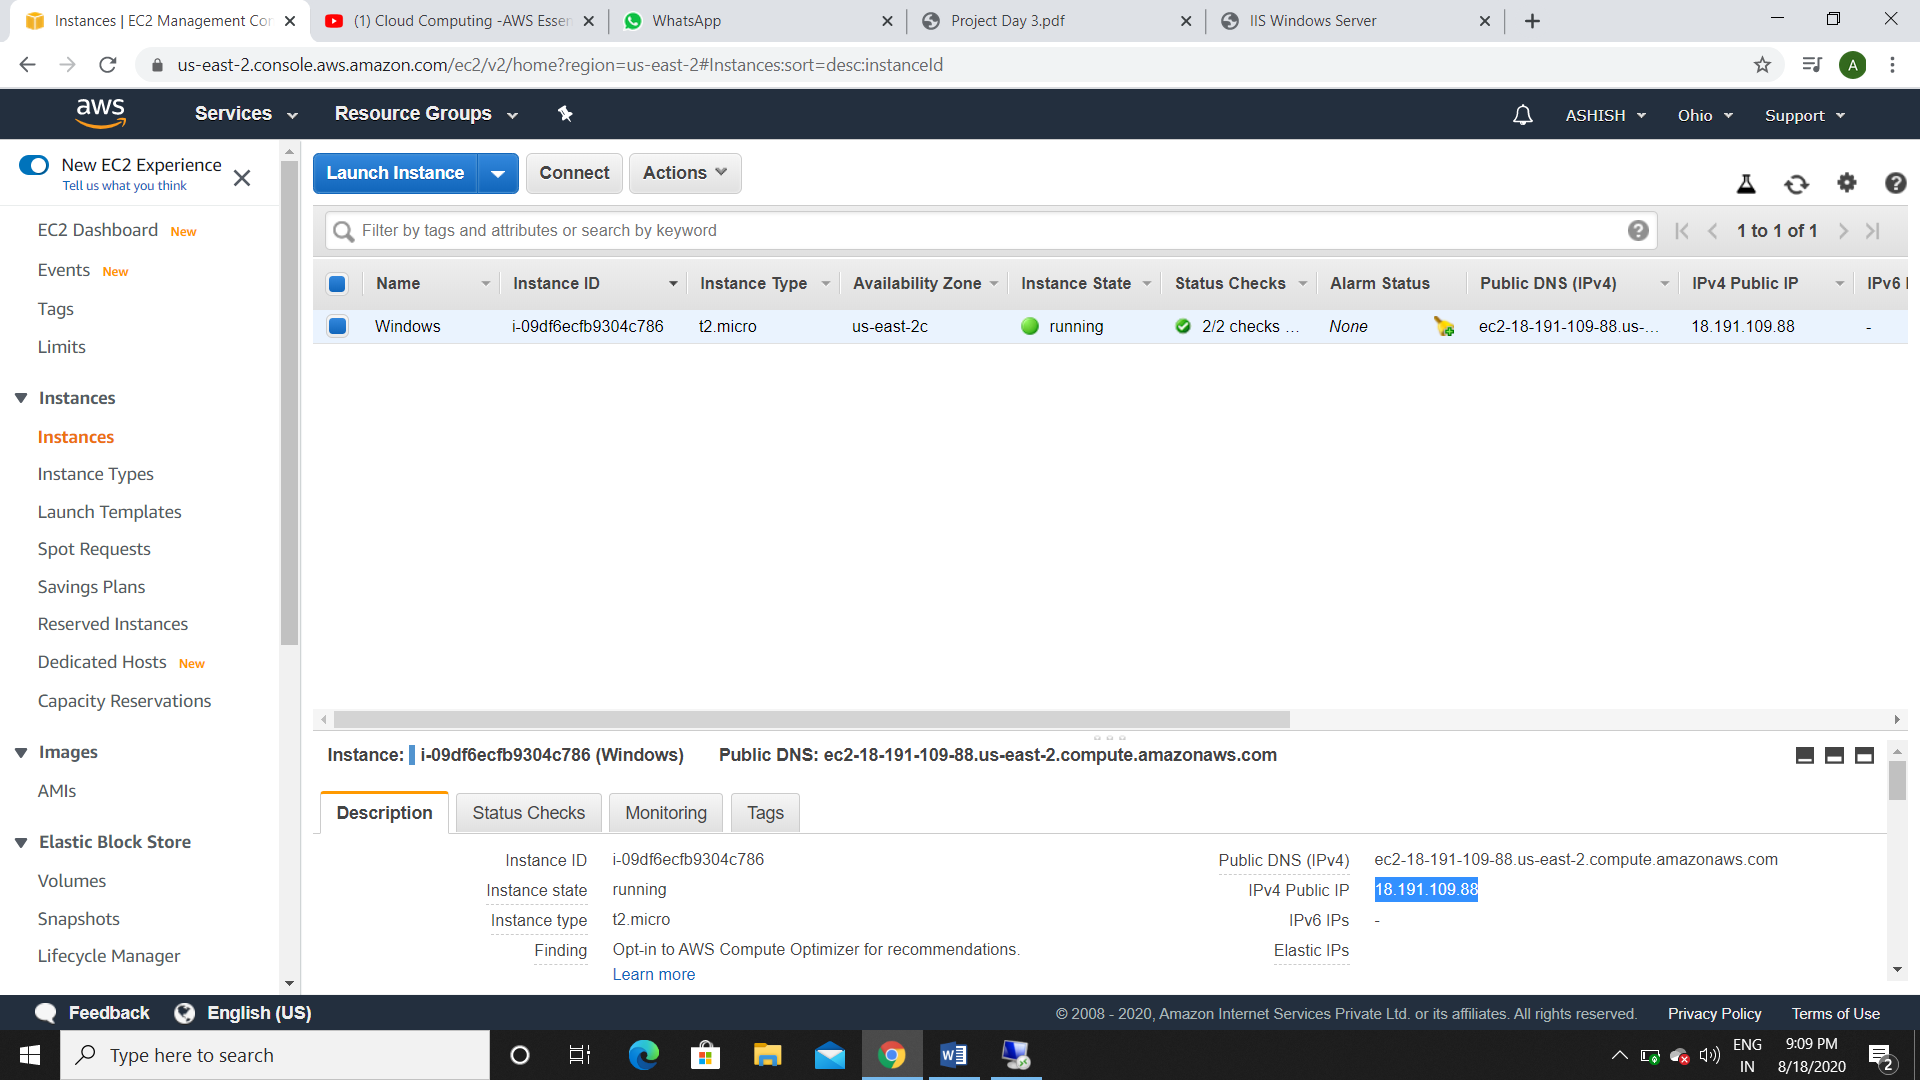 Instances | EC2 Management Con
(1) Cloud Computing -AWS Essen
WhatsApp
Project Day 3.pdf
IIS Windows Server
us-east-2.console.aws.amazon.com/ec2/v2/home?region=us-east-2#Instances:sort=desc:instanceId
A
aws
Services
Resource Groups
ASHISH
Ohio
Support
New EC2 Experience
Tell us what you think
EC2 Dashboard New
Events New
Tags
Limits
Instances
Instances
Instance Types
Launch Templates
Spot Requests
Savings Plans
Reserved Instances
Dedicated Hosts New
Capacity Reservations
Images
AMIs
Elastic Block Store
Volumes
Snapshots
Lifecycle Manager
Launch Instance
Connect
Actions
Filter by tags and attributes or search by keyword
1 to 1 of 1
Name Instance ID Instance Type Availability Zone Instance State Status Checks Alarm Status Public DNS (IPv4) IPv4 Public IP IPv6 I
Windows i-09df6ecfb9304c786 t2.micro us-east-2c running 2/2 checks ... None ec2-18-191-109-88.us-... 18.191.109.88 -
Instance: i-09df6ecfb9304c786 (Windows) Public DNS: ec2-18-191-109-88.us-east-2.compute.amazonaws.com
Description Status Checks Monitoring Tags
Instance ID i-09df6ecfb9304c786
Instance state running
Instance type t2.micro
Finding Opt-in to AWS Compute Optimizer for recommendations.
Learn more
Public DNS (IPv4) ec2-18-191-109-88.us-east-2.compute.amazonaws.com
IPv4 Public IP 18.191.109.88
IPv6 IPs -
Elastic IPs
Feedback
English (US)
© 2008 - 2020, Amazon Internet Services Private Ltd. or its affiliates. All rights reserved.
Privacy Policy
Terms of Use
Type here to search
ENG
IN
9:09 PM
8/18/2020
2